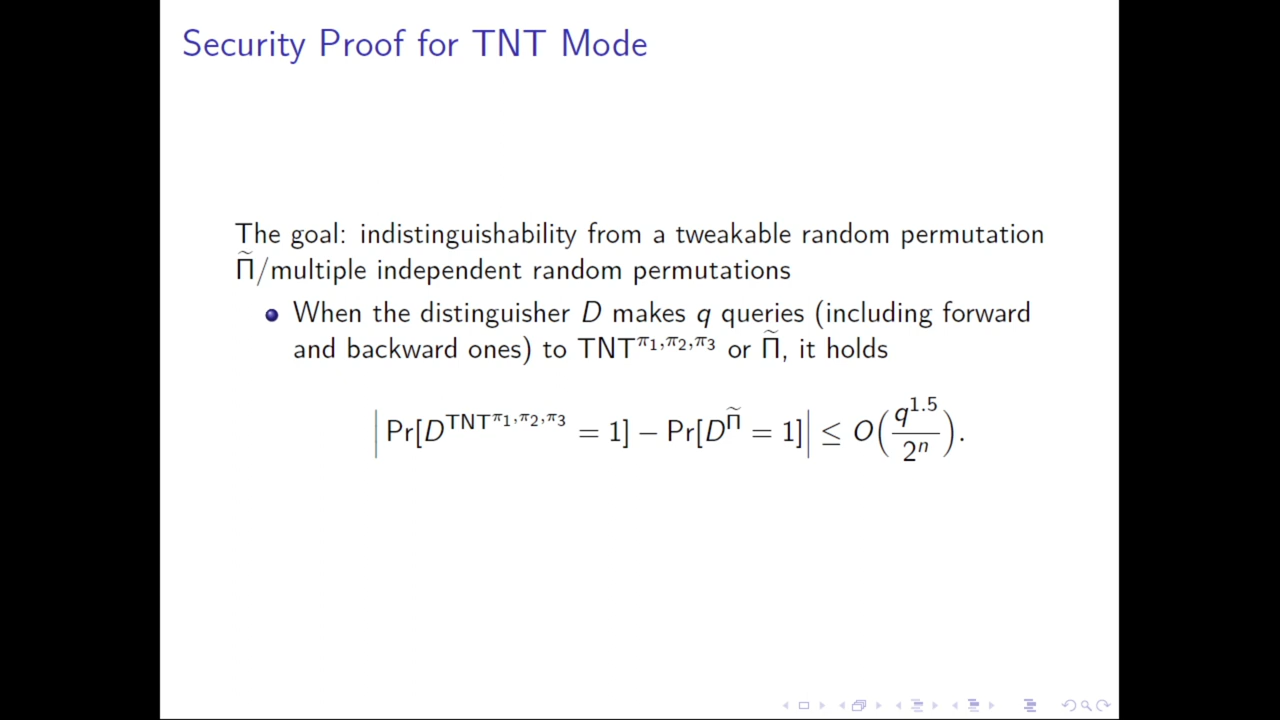 Security Proof for TNT Mode
The goal: indistinguishability from a tweakable random permutation
Π̃/multiple independent random permutations
When the distinguisher D makes q queries (including forward
and backward ones) to TNT^{π₁,π₂,π₃} or Π̃, it holds
|Pr[D^{TNT^{π₁,π₂,π₃}} = 1] − Pr[D^{Π̃} = 1]| ≤ O(q^{1.5}/2^n).